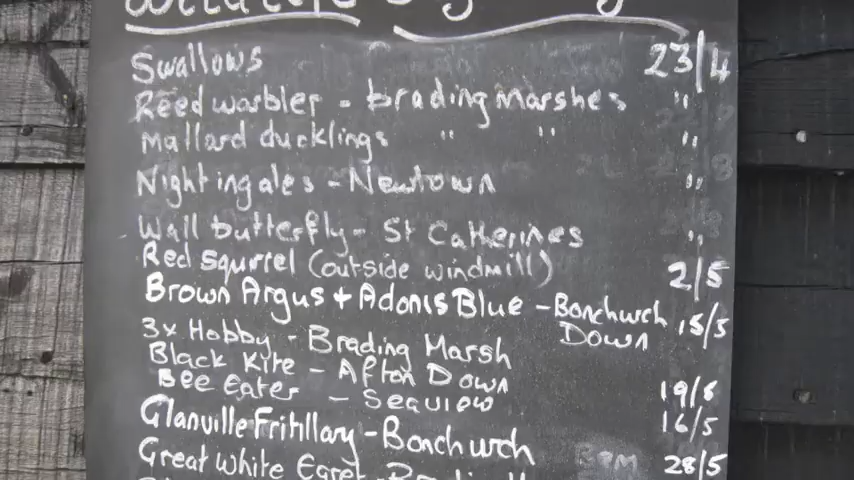 Swallows 23/4
Reed warbler - Brading Marshes "
Mallard ducklings " " "
Nightingales - Newtown "
Wall butterfly - St Catherines "
Red squirrel (outside windmill) 2/5
Brown Argus + Adonis Blue - Bonchurch Down 15/5
3x Hobby - Brading Marsh
Black Kite - Afton Down
Bee Eater - Seaview 19/5
Glanville Fritillary - Bonchurch 16/5
Great White Egret - 28/5